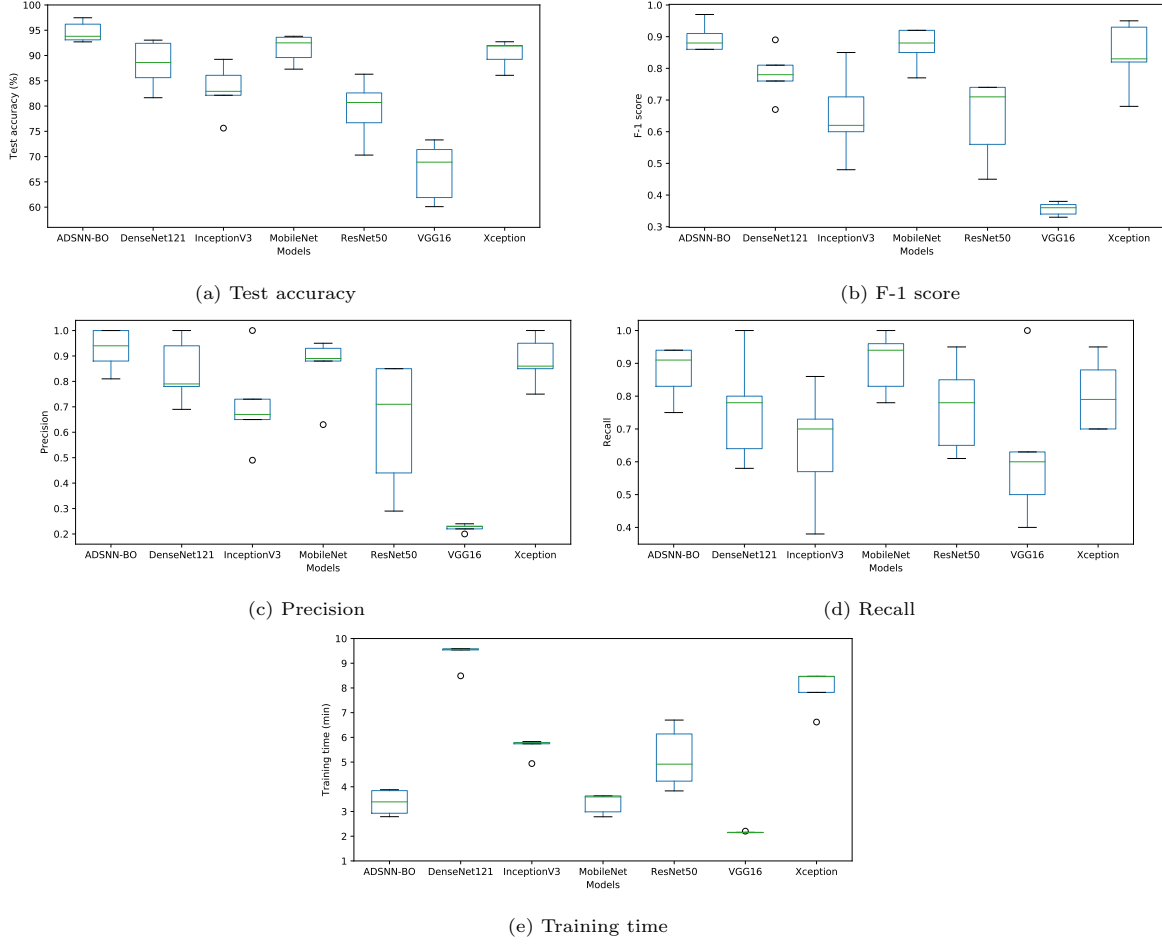 100
95
90
85
80
75
70
65
60
Test accuracy (%)
ADSNN-BO DenseNet121 InceptionV3 MobileNet ResNet50 VGG16 Xception
Models
(a) Test accuracy
1.0
0.9
0.8
0.7
0.6
0.5
0.4
0.3
F-1 score
ADSNN-BO DenseNet121 InceptionV3 MobileNet ResNet50 VGG16 Xception
Models
(b) F-1 score
1.0
0.9
0.8
0.7
0.6
0.5
0.4
0.3
0.2
Precision
ADSNN-BO DenseNet121 InceptionV3 MobileNet ResNet50 VGG16 Xception
Models
(c) Precision
1.0
0.9
0.8
0.7
0.6
0.5
0.4
Recall
ADSNN-BO DenseNet121 InceptionV3 MobileNet ResNet50 VGG16 Xception
Models
(d) Recall
10
9
8
7
6
5
4
3
2
1
Training time (min)
ADSNN-BO DenseNet121 InceptionV3 MobileNet ResNet50 VGG16 Xception
Models
(e) Training time